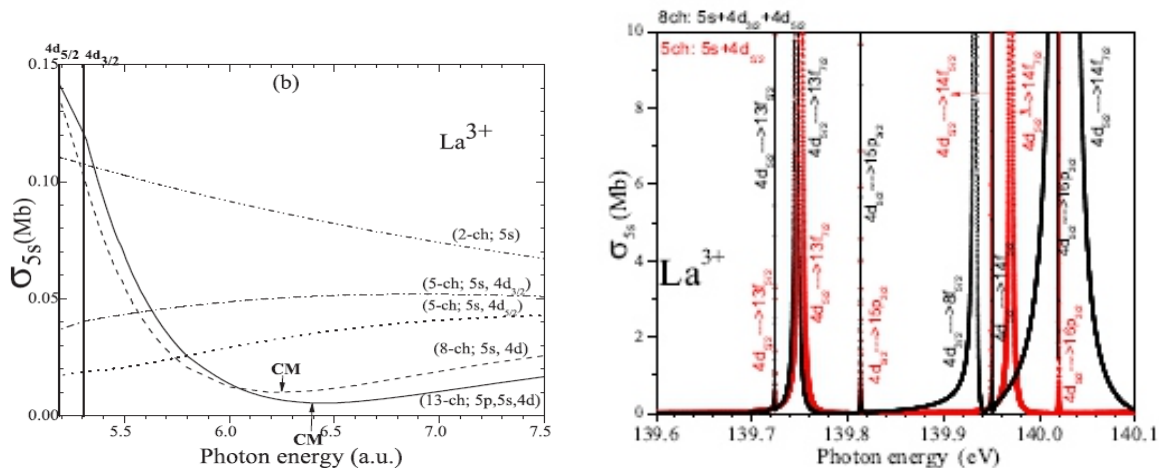 4d5/2 4d3/2
0.15
0.10
0.05
0.00
σ5s(Mb)
(b)
La3+
(2-ch; 5s)
(5-ch; 5s, 4d3/2)
(5-ch; 5s, 4d5/2)
(8-ch; 5s, 4d)
CM
(13-ch; 5p,5s,4d)
CM
5.5 6.0 6.5 7.0 7.5
Photon energy (a.u.)
8ch: 5s+4d3/2+4d5/2
5ch: 5s+4d5/2
10
8
6
4
2
0
σ5s(Mb)
La3+
4d5/2--->13f5/2
4d5/2--->13f7/2
4d5/2--->15p3/2
4d5/2--->14f5/2
4d5/2--->14f7/2
4d5/2--->14f7/2
4d5/2--->13f5/2
4d5/2--->13f7/2
4d5/2--->15p3/2
4d3/2--->8f5/2
4d5/2--->16p3/2
4d5/2--->16p3/2
139.6 139.7 139.8 139.9 140.0 140.1
Photon energy (eV)